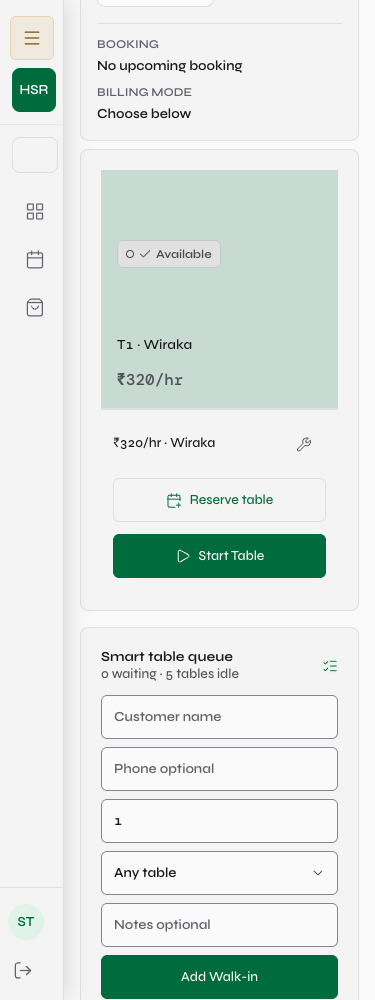 HSR
BOOKING
No upcoming booking
BILLING MODE
Choose below
Available
T1 · Wiraka
₹320/hr
₹320/hr · Wiraka
Reserve table
Start Table
Smart table queue
0 waiting · 5 tables idle
Customer name
Phone optional
1
Any table
Notes optional
Add Walk-in
ST